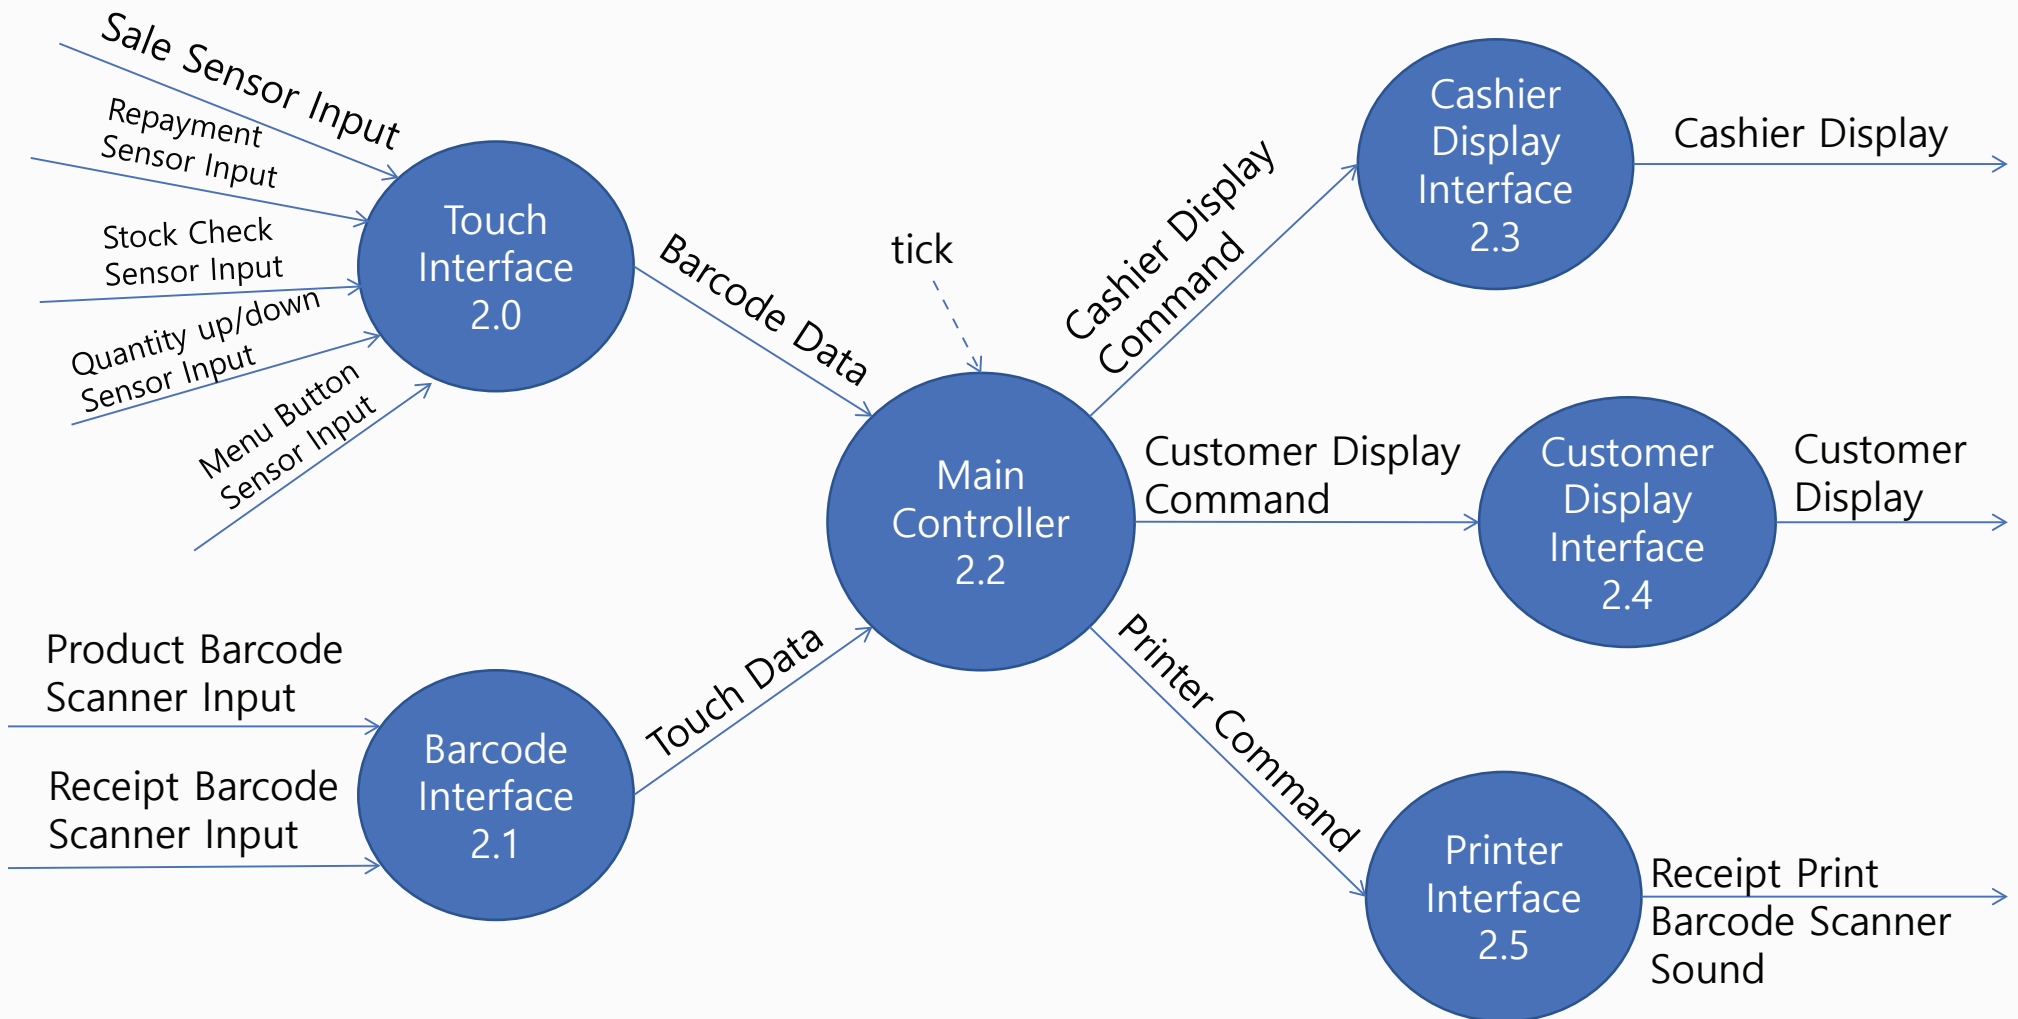 Sale Sensor Input
Repayment
Sensor Input
Stock Check
Sensor Input
Quantity up/down
Sensor Input
Menu Button
Sensor Input
Touch
Interface
2.0
Barcode Data
tick
Product Barcode
Scanner Input
Receipt Barcode
Scanner Input
Barcode
Interface
2.1
Touch Data
Main
Controller
2.2
Cashier Display
Command
Cashier
Display
Interface
2.3
Cashier Display
Customer Display
Command
Customer
Display
Interface
2.4
Customer
Display
Printer Command
Printer
Interface
2.5
Receipt Print
Barcode Scanner
Sound